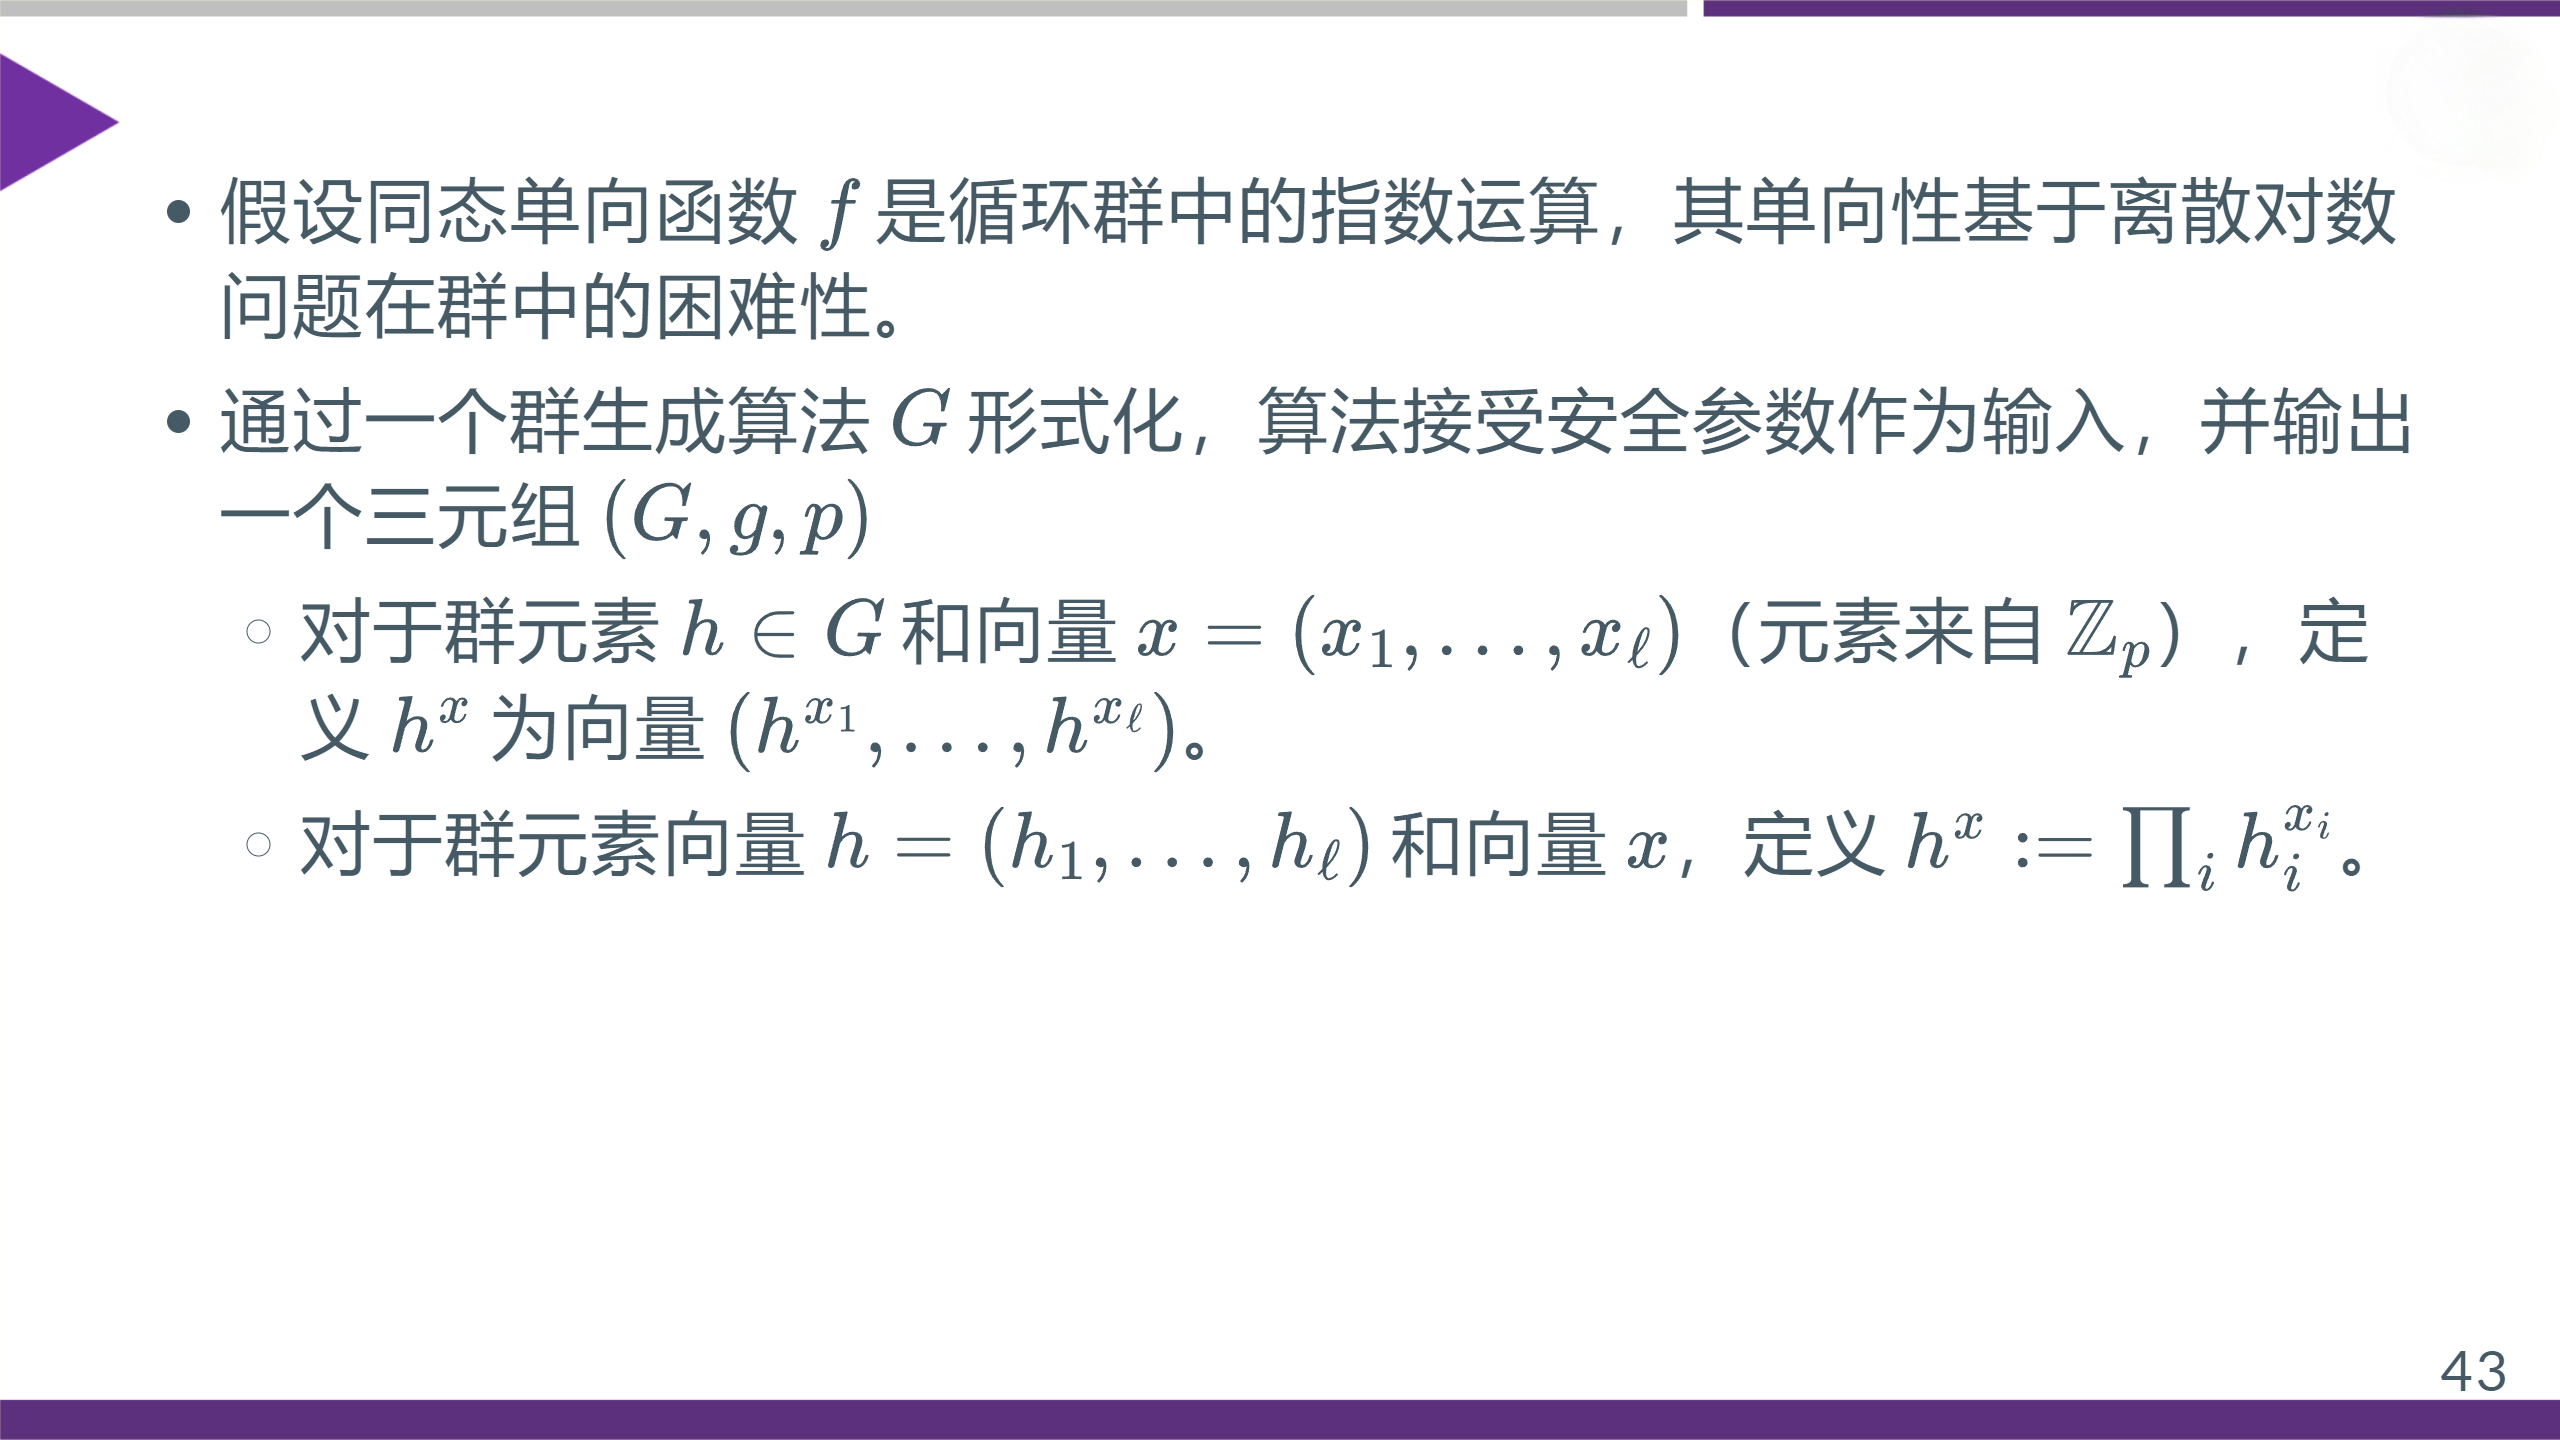 • 假设同态单向函数 f 是循环群中的指数运算，其单向性基于离散对数
问题在群中的困难性。
• 通过一个群生成算法 G 形式化，算法接受安全参数作为输入，并输出
一个三元组 (G, g, p)
○ 对于群元素 h ∈ G 和向量 x = (x₁, . . . , x_ℓ)（元素来自 ℤ_p），定
义 h^x 为向量 (h^{x₁}, . . . , h^{x_ℓ})。
○ 对于群元素向量 h = (h₁, . . . , h_ℓ) 和向量 x，定义 h^x := ∏_i h_i^{x_i}。
43